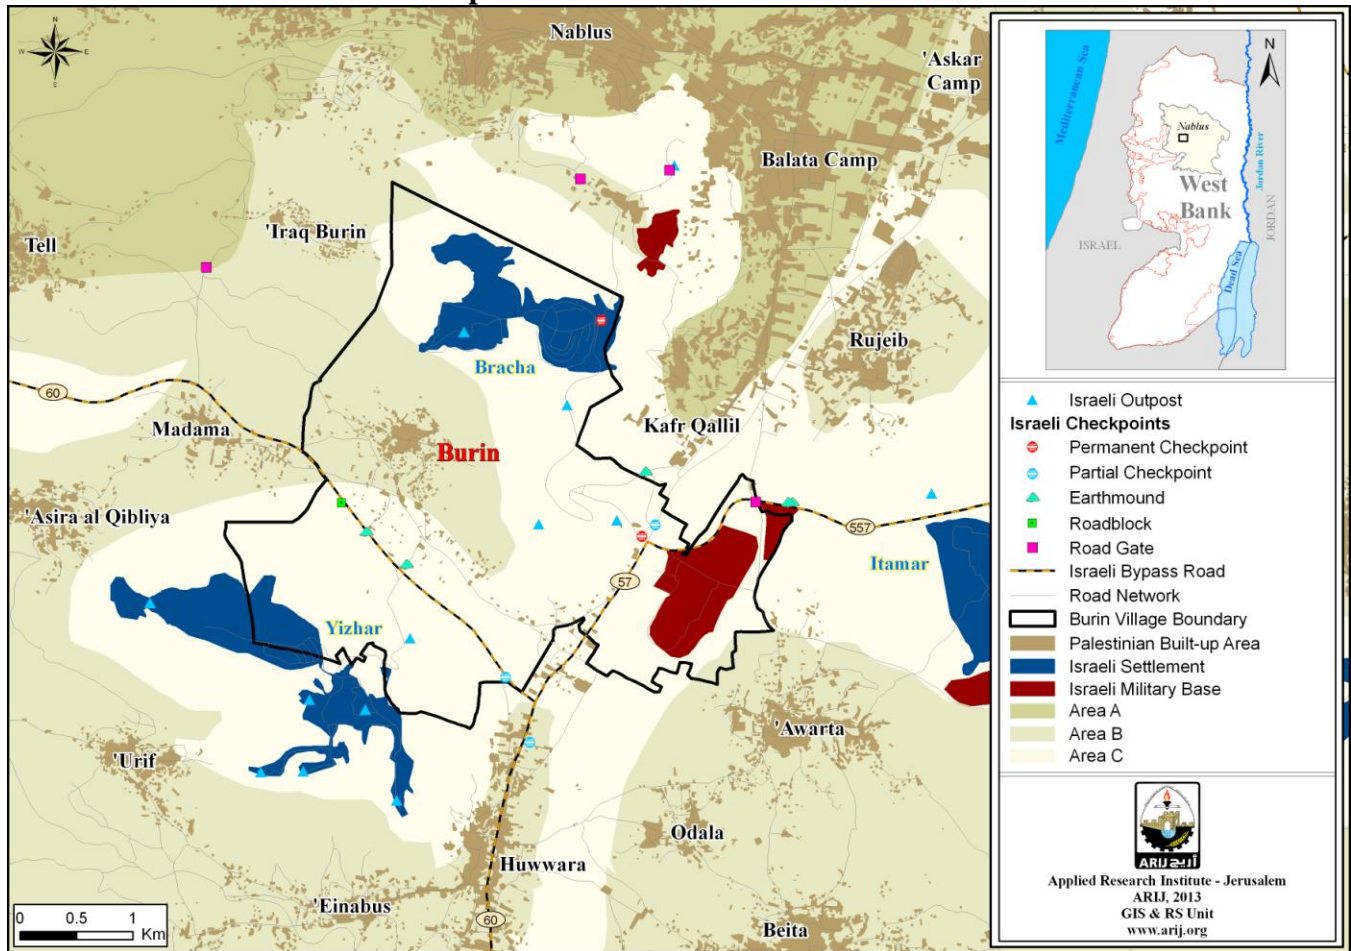 Nablus
'Askar
Camp
Balata Camp
'Iraq Burin
Tell
Rujeib
Bracha
60
Madama
Kafr Qallil
Burin
'Asira al Qibliya
557
Itamar
57
Yizhar
'Awarta
'Urif
Odala
Huwwara
'Einabus
60
Beita
0 0.5 1
Km
N
W E
S
N
Mediterranean Sea
Nablus
West
Bank
Jordan River
JORDAN
ISRAEL
Dead Sea
Israeli Outpost
Israeli Checkpoints
Permanent Checkpoint
Partial Checkpoint
Earthmound
Roadblock
Road Gate
Israeli Bypass Road
Road Network
Burin Village Boundary
Palestinian Built-up Area
Israeli Settlement
Israeli Military Base
Area A
Area B
Area C
ARIJ أريج
Applied Research Institute - Jerusalem
ARIJ, 2013
GIS & RS Unit
www.arij.org